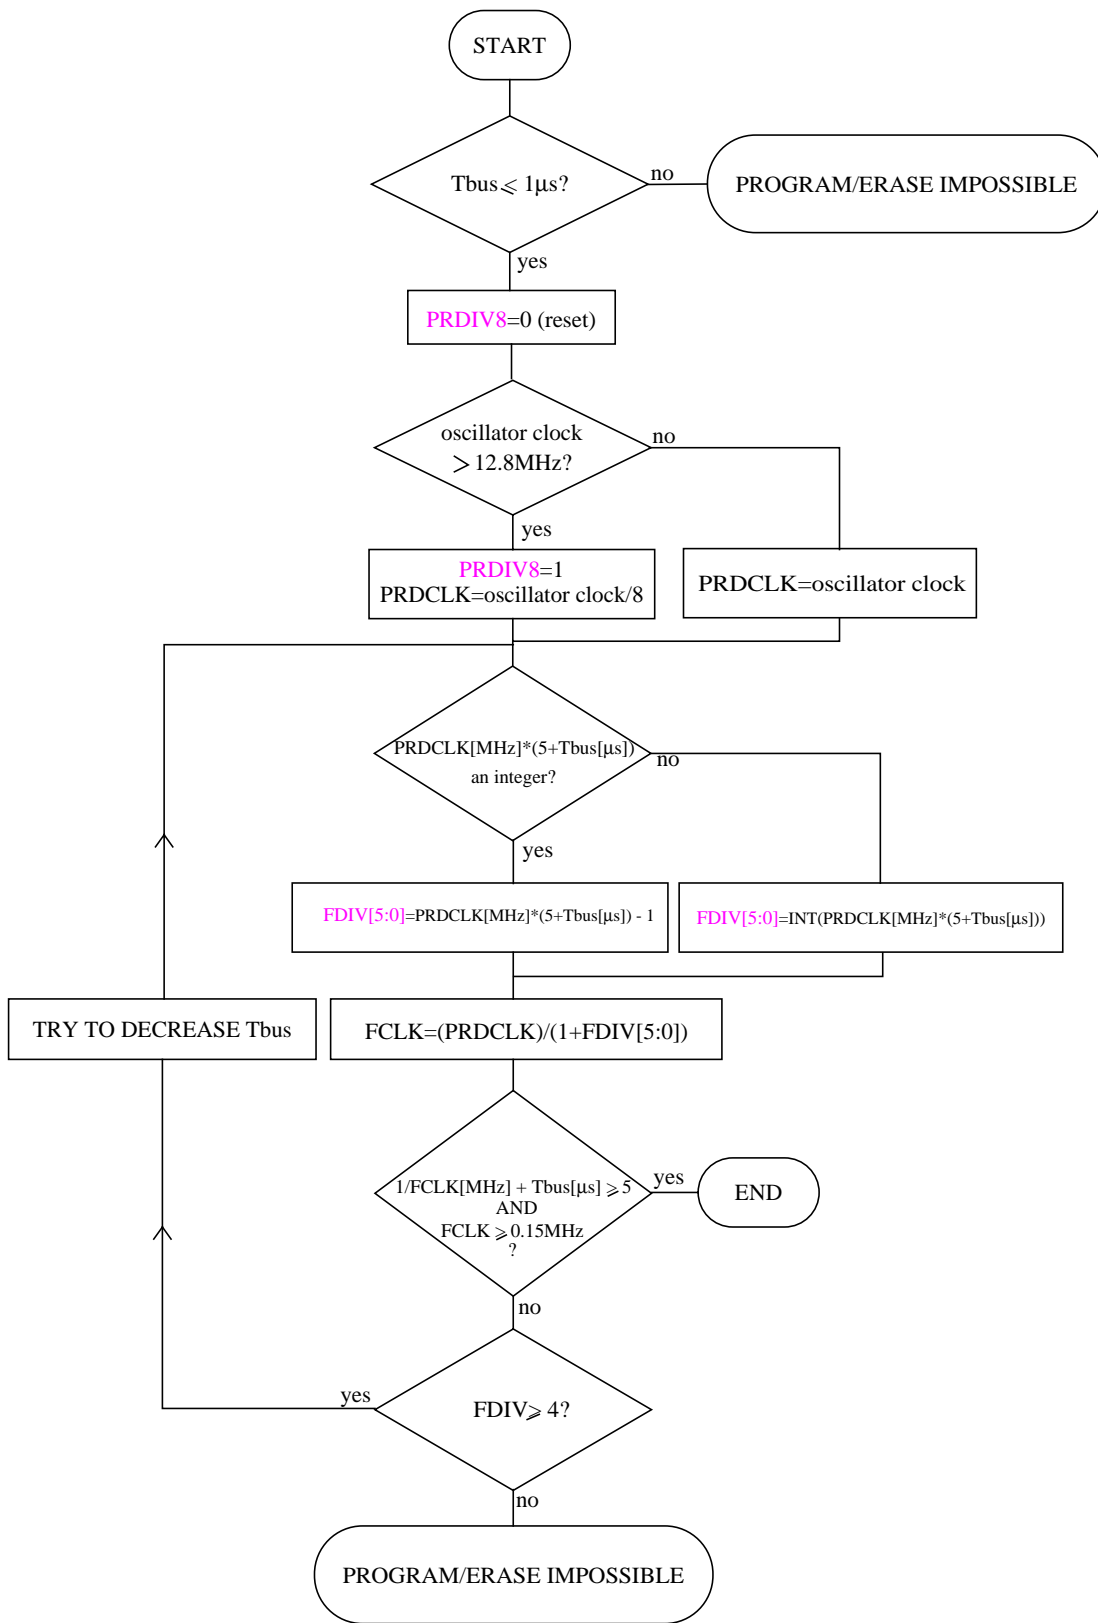 START
Tbus ⩽ 1μs?
no
PROGRAM/ERASE IMPOSSIBLE
yes
PRDIV8=0 (reset)
oscillator clock
> 12.8MHz?
no
yes
PRDIV8=1
PRDCLK=oscillator clock/8
PRDCLK=oscillator clock
PRDCLK[MHz]*(5+Tbus[μs])
an integer?
no
yes
FDIV[5:0]=PRDCLK[MHz]*(5+Tbus[μs]) - 1
FDIV[5:0]=INT(PRDCLK[MHz]*(5+Tbus[μs]))
TRY TO DECREASE Tbus
FCLK=(PRDCLK)/(1+FDIV[5:0])
1/FCLK[MHz] + Tbus[μs] ⩾ 5
AND
FCLK ⩾ 0.15MHz
?
yes
END
no
yes
FDIV ⩾ 4?
no
PROGRAM/ERASE IMPOSSIBLE